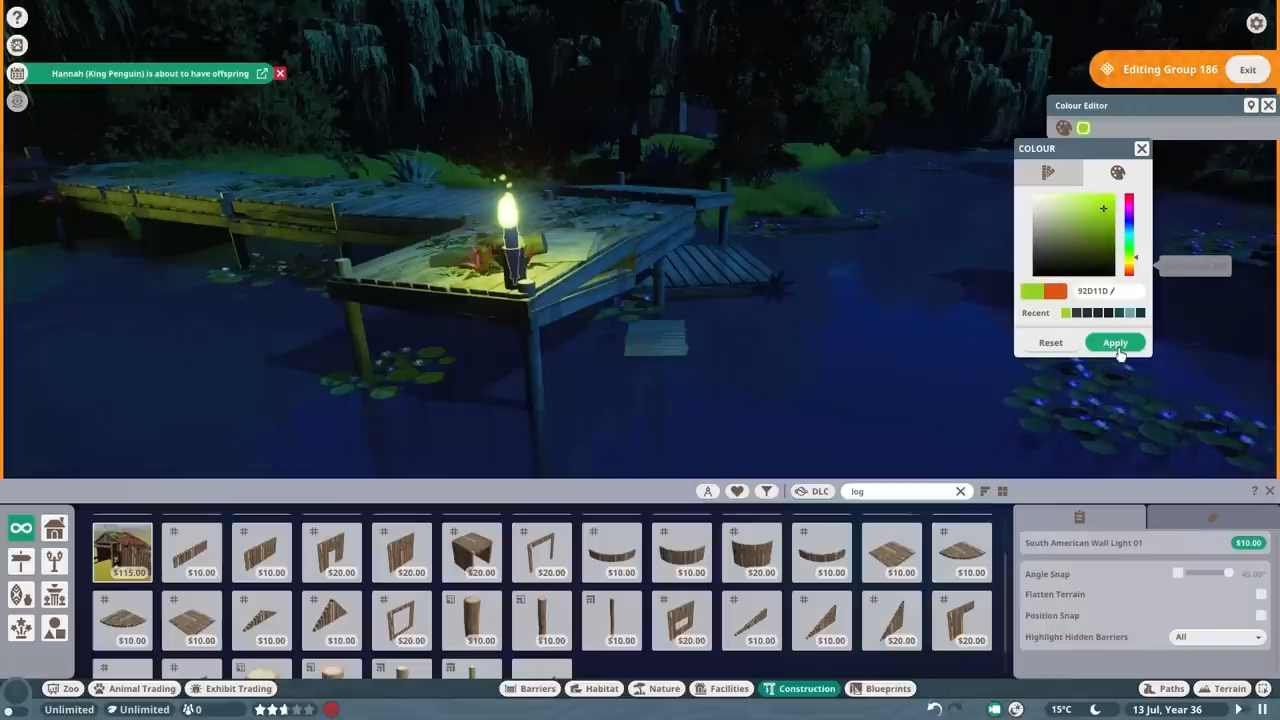 ?
Hannah (King Penguin) is about to have offspring
Editing Group 186
Exit
Colour Editor
COLOUR
92D11D
Recent
Reset
Apply
DLC
log
?
$115.00
$10.00
$10.00
$20.00
$20.00
$20.00
$20.00
$10.00
$10.00
$20.00
$10.00
$10.00
$10.00
$10.00
$10.00
$10.00
$10.00
$20.00
$10.00
$10.00
$10.00
$20.00
$10.00
$10.00
$20.00
$10.00
South American Wall Light 01
$10.00
Angle Snap
45.00°
Flatten Terrain
Position Snap
Highlight Hidden Barriers
All
Zoo
Animal Trading
Exhibit Trading
Barriers
Habitat
Nature
Facilities
Construction
Blueprints
Paths
Terrain
Unlimited
Unlimited
0
15°C
13 Jul, Year 36